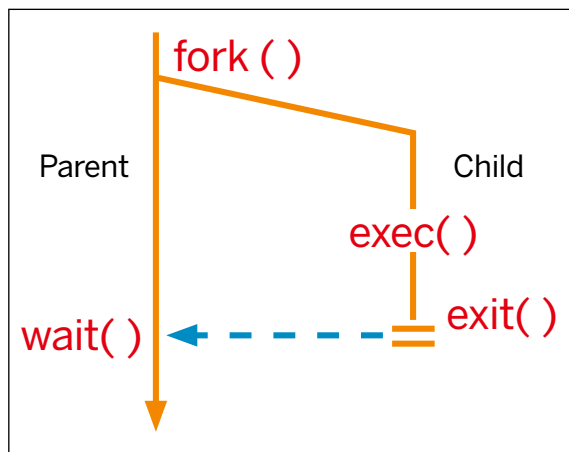 fork ( )
Parent
Child
exec( )
exit( )
wait( )